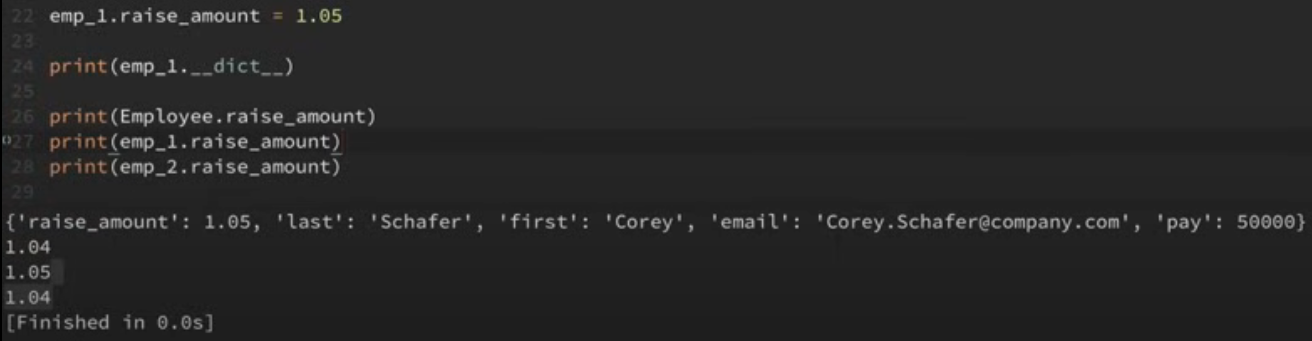 22 emp_1.raise_amount = 1.05
23
24 print(emp_1.__dict__)
25
26 print(Employee.raise_amount)
27 print(emp_1.raise_amount)
28 print(emp_2.raise_amount)
29
{'raise_amount': 1.05, 'last': 'Schafer', 'first': 'Corey', 'email': 'Corey.Schafer@company.com', 'pay': 50000}
1.04
1.05
1.04
[Finished in 0.0s]